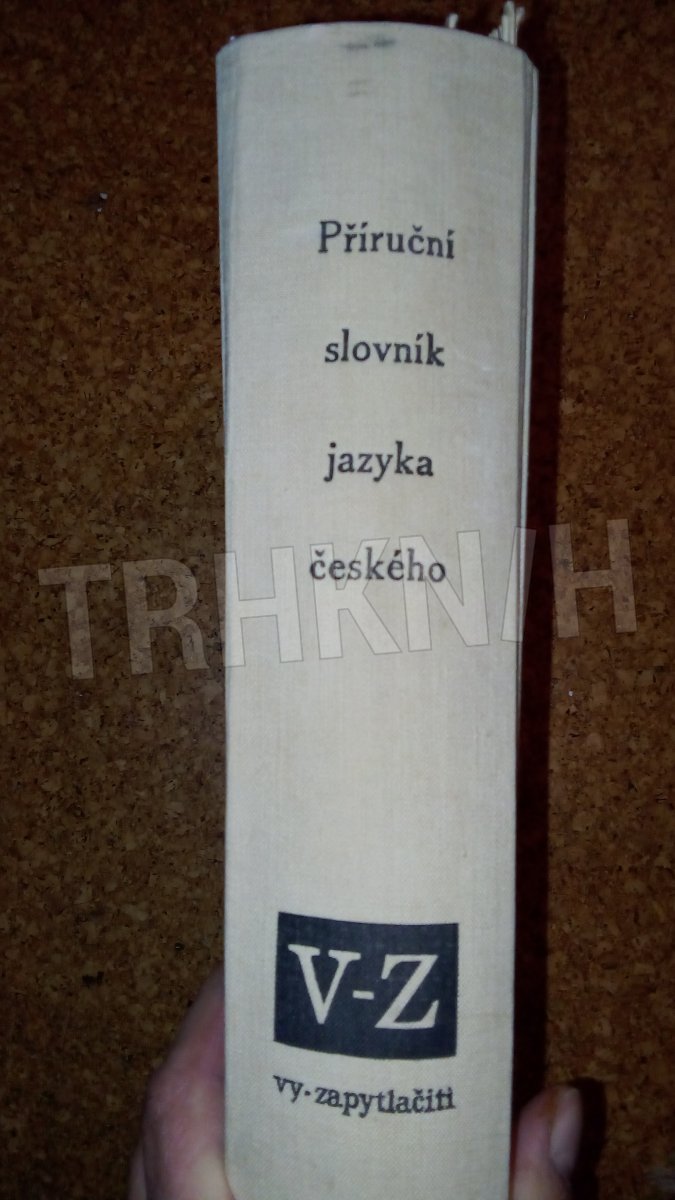 Příruční
slovník
jazyka
českého
TRHKNIH
V-Z
vy-zapytlačiti